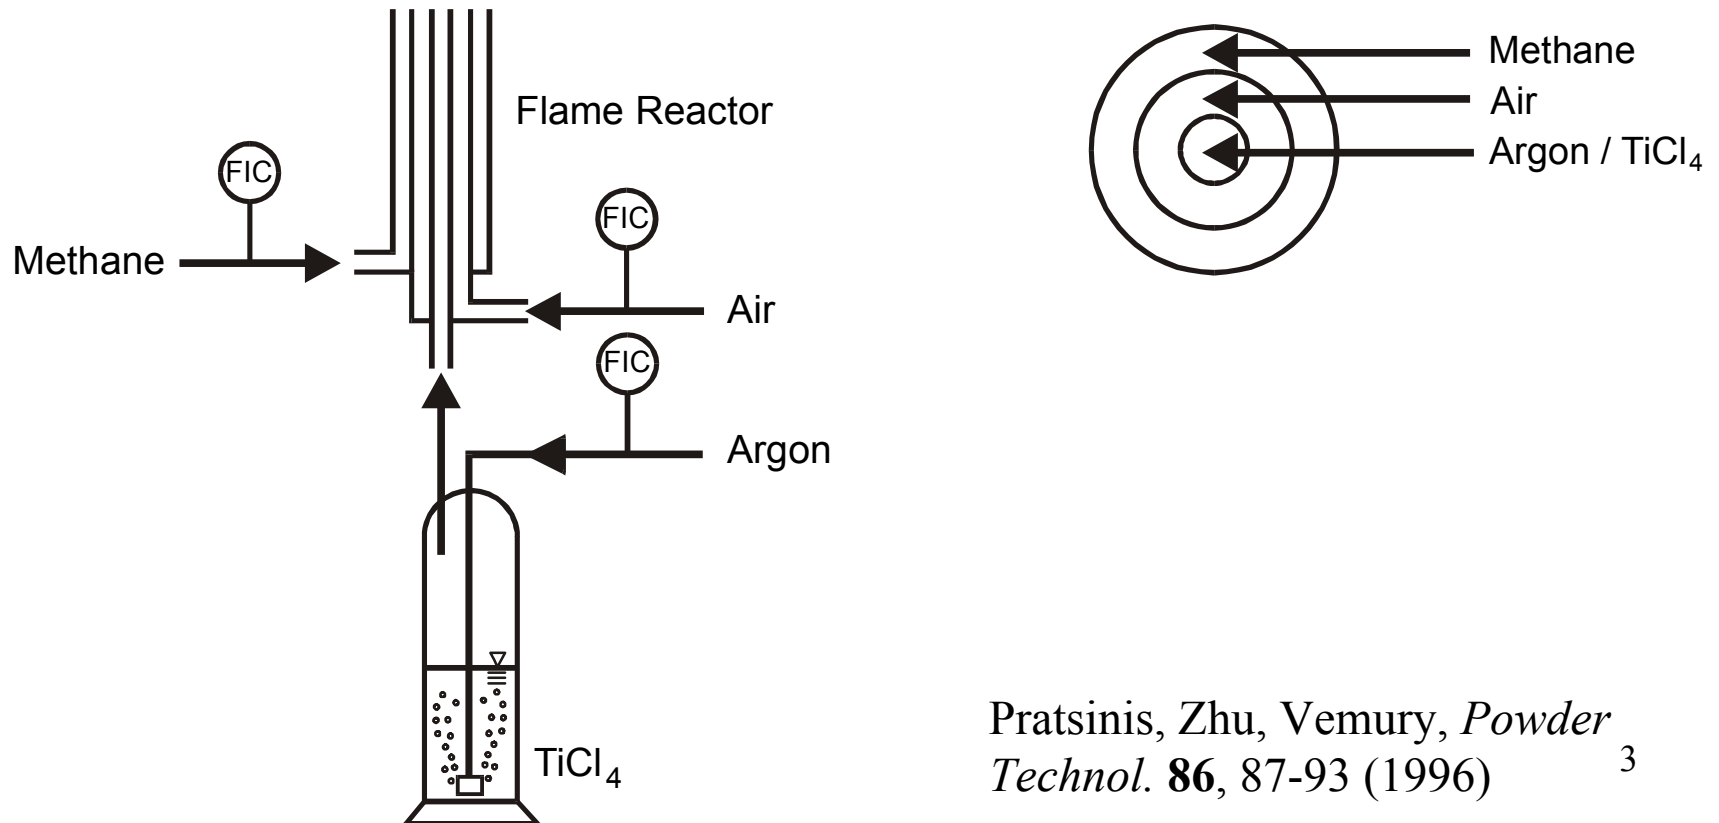 Flame Reactor
FIC
Methane
FIC
Air
FIC
Argon
TiCl4
Methane
Air
Argon / TiCl4
Pratsinis, Zhu, Vemury, Powder
Technol. 86, 87-93 (1996)
3